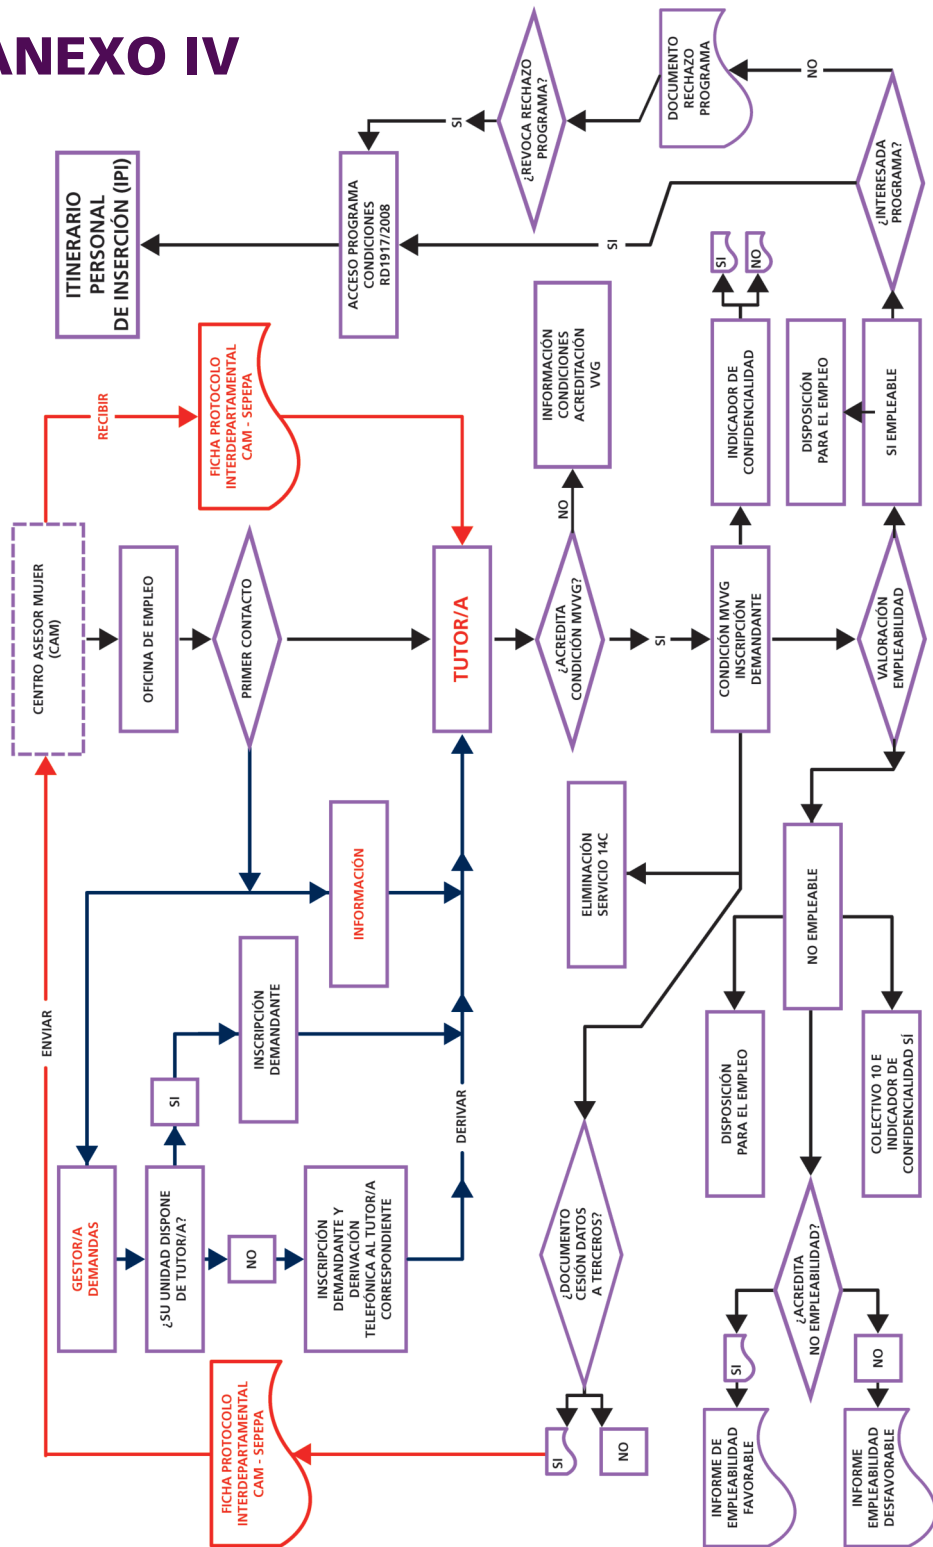 ANEXO IV
CENTRO ASESOR MUJER
(CAM)
OFICINA DE EMPLEO
PRIMER CONTACTO
RECIBIR
FICHA PROTOCOLO
INTERDEPARTAMENTAL
CAM - SEPEPA
ENVIAR
GESTOR/A
DEMANDAS
¿SU UNIDAD DISPONE
DE TUTOR/A?
SI
INSCRIPCIÓN
DEMANDANTE
NO
INSCRIPCIÓN
DEMANDANTE Y
DERIVACIÓN
TELEFÓNICA AL TUTOR/A
CORRESPONDIENTE
INFORMACIÓN
DERIVAR
TUTOR/A
¿ACREDITA
CONDICIÓN MVVG?
NO
INFORMACIÓN
CONDICIONES
ACREDITACIÓN
VVG
SI
CONDICIÓN MVVG
INSCRIPCIÓN
DEMANDANTE
INDICADOR DE
CONFIDENCIALIDAD
SI
NO
ELIMINACIÓN
SERVICIO 14C
¿DOCUMENTO
CESIÓN DATOS
A TERCEROS?
SI
NO
FICHA PROTOCOLO
INTERDEPARTAMENTAL
CAM - SEPEPA
VALORACIÓN
EMPLEABILIDAD
SI EMPLEABLE
DISPOSICIÓN
PARA EL EMPLEO
¿INTERESADA
PROGRAMA?
NO
DOCUMENTO
RECHAZO
PROGRAMA
¿REVOCA RECHAZO
PROGRAMA?
SI
SI
ACCESO PROGRAMA
CONDICIONES
RD1917/2008
ITINERARIO
PERSONAL
DE INSERCIÓN (IPI)
NO EMPLEABLE
DISPOSICIÓN
PARA EL EMPLEO
COLECTIVO 10 E
INDICADOR DE
CONFIDENCIALIDAD SÍ
¿ACREDITA
NO EMPLEABILIDAD?
SI
INFORME DE
EMPLEABILIDAD
FAVORABLE
NO
INFORME
EMPLEABILIDAD
DESFAVORABLE